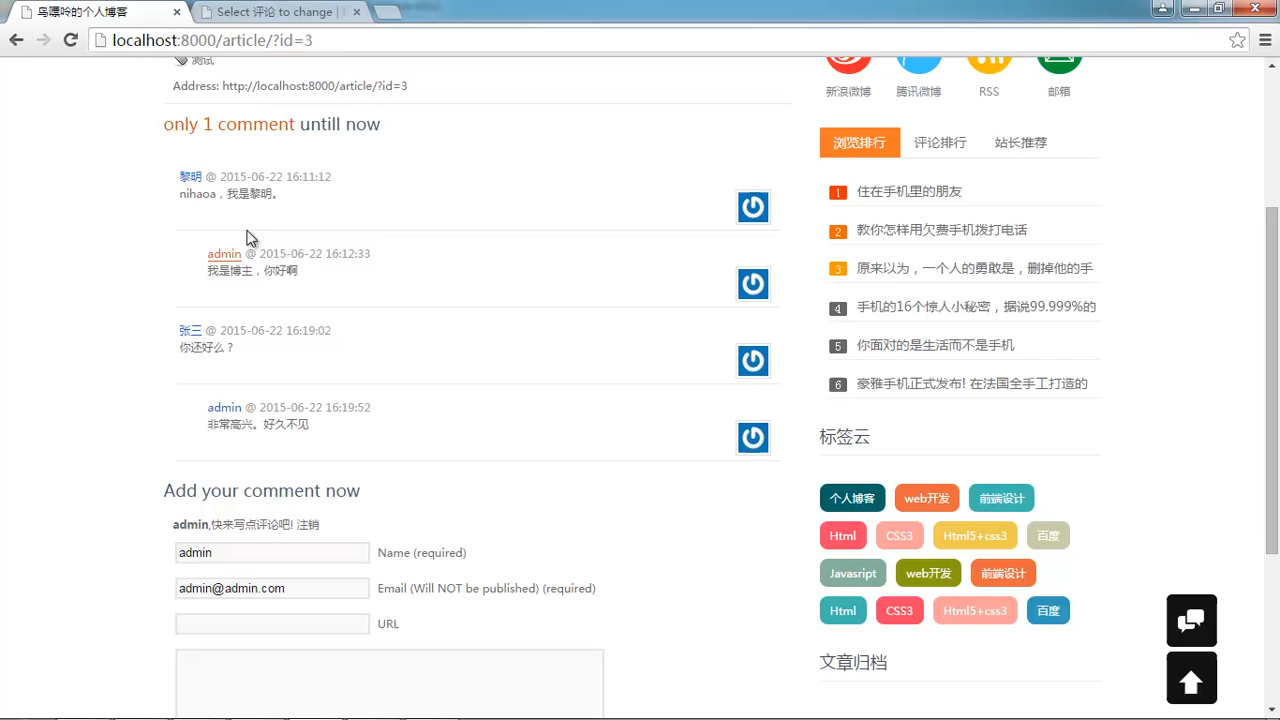 乌嘌呤的个人博客
Select 评论 to change |
localhost:8000/article/?id=3
测试
Address: http://localhost:8000/article/?id=3
only 1 comment untill now
黎明 @ 2015-06-22 16:11:12
nihaoa，我是黎明。
admin @ 2015-06-22 16:12:33
我是博主，你好啊
张三 @ 2015-06-22 16:19:02
你还好么？
admin @ 2015-06-22 16:19:52
非常高兴。好久不见
Add your comment now
admin,快来写点评论吧! 注销
admin Name (required)
admin@admin.com Email (Will NOT be published) (required)
URL
新浪微博 腾讯微博 RSS 邮箱
浏览排行 评论排行 站长推荐
1 住在手机里的朋友
2 教你怎样用欠费手机拨打电话
3 原来以为，一个人的勇敢是，删掉他的手
4 手机的16个惊人小秘密，据说99.999%的
5 你面对的是生活而不是手机
6 豪雅手机正式发布! 在法国全手工打造的
标签云
个人博客 web开发 前端设计
Html CSS3 Html5+css3 百度
Javasript web开发 前端设计
Html CSS3 Html5+css3 百度
文章归档